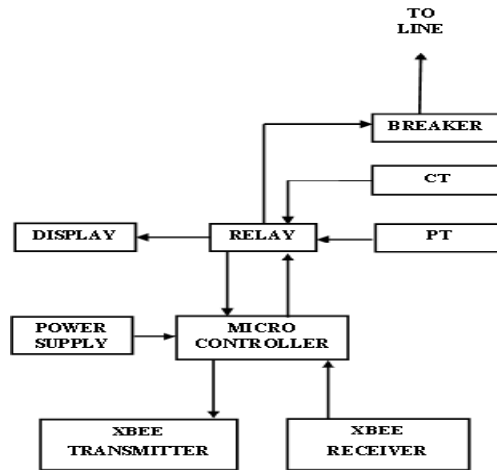 TO
LINE
BREAKER
CT
DISPLAY
RELAY
PT
POWER
SUPPLY
MICRO
CONTROLLER
XBEE
TRANSMITTER
XBEE
RECEIVER